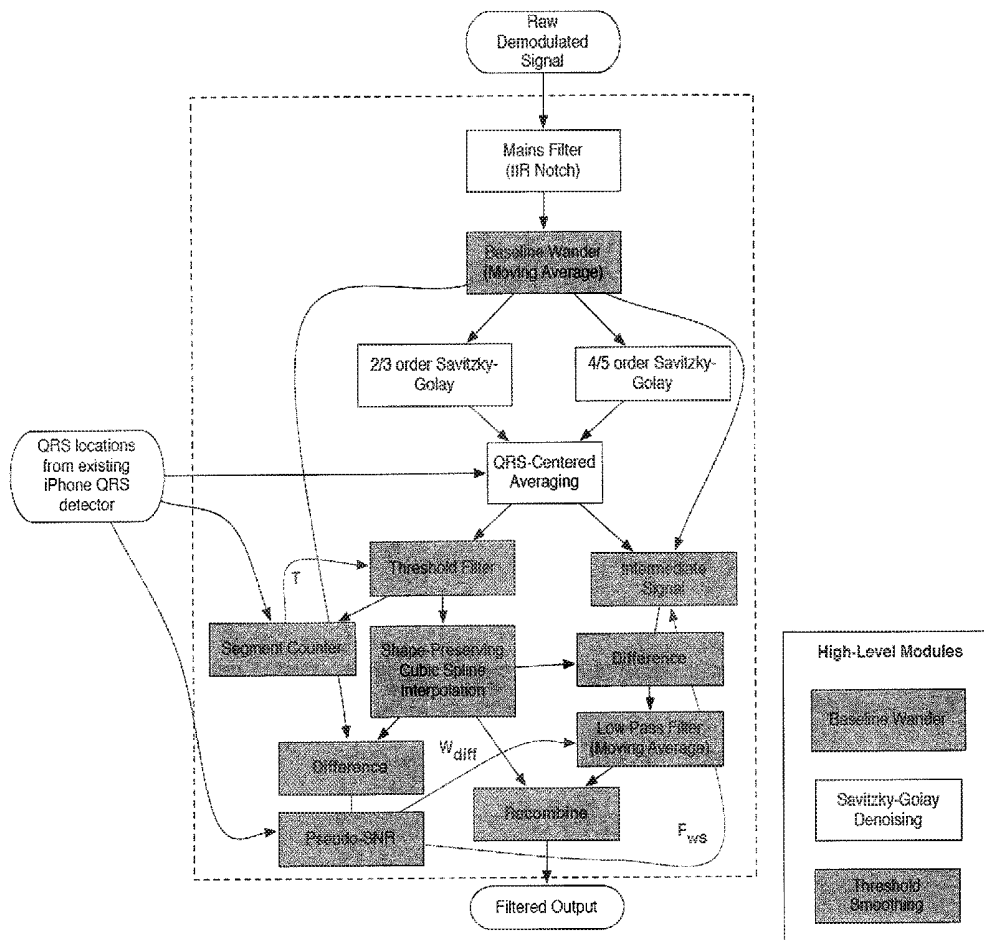 Raw
Demodulated
Signal
Mains Filter
(IIR Notch)
Baseline Wander
(Moving Average)
2/3 order Savitzky-
Golay
4/5 order Savitzky-
Golay
QRS locations
from existing
iPhone QRS
detector
QRS-Centered
Averaging
T
Threshold Filter
Intermediate
Signal
Segment Counter
Shape-Preserving
Cubic Spline
Interpolation
Difference
Low Pass Filter
(Moving Average)
Wdiff
Difference
Pseudo-SNR
Recombine
Fws
Filtered Output
High-Level Modules
Baseline Wander
Savitzky-Golay
Denoising
Threshold
Smoothing